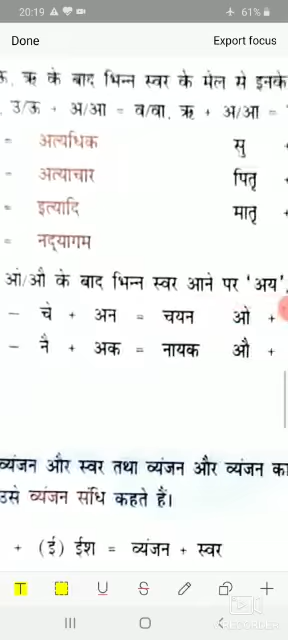 20:19 61%
Done Export focus
ऊ, ऋ के बाद भिन्न स्वर के मेल मे इनके
उ/ऊ + अ/आ = व/वा, ऋ + अ/आ =
= अत्यधिक सु +
= अत्याचार पितृ +
= इत्यादि मातृ +
= नद्यागम
ओ/औ के बाद भिन्न स्वर आने पर 'अय',
– चे + अन = चयन ओ +
– नै + अक = नायक औ +
व्यंजन और स्वर तथा व्यंजन और व्यंजन का
उसे व्यंजन संधि कहते हैं।
+ (ई) ईश = व्यंजन + स्वर
T U S
RECORDER